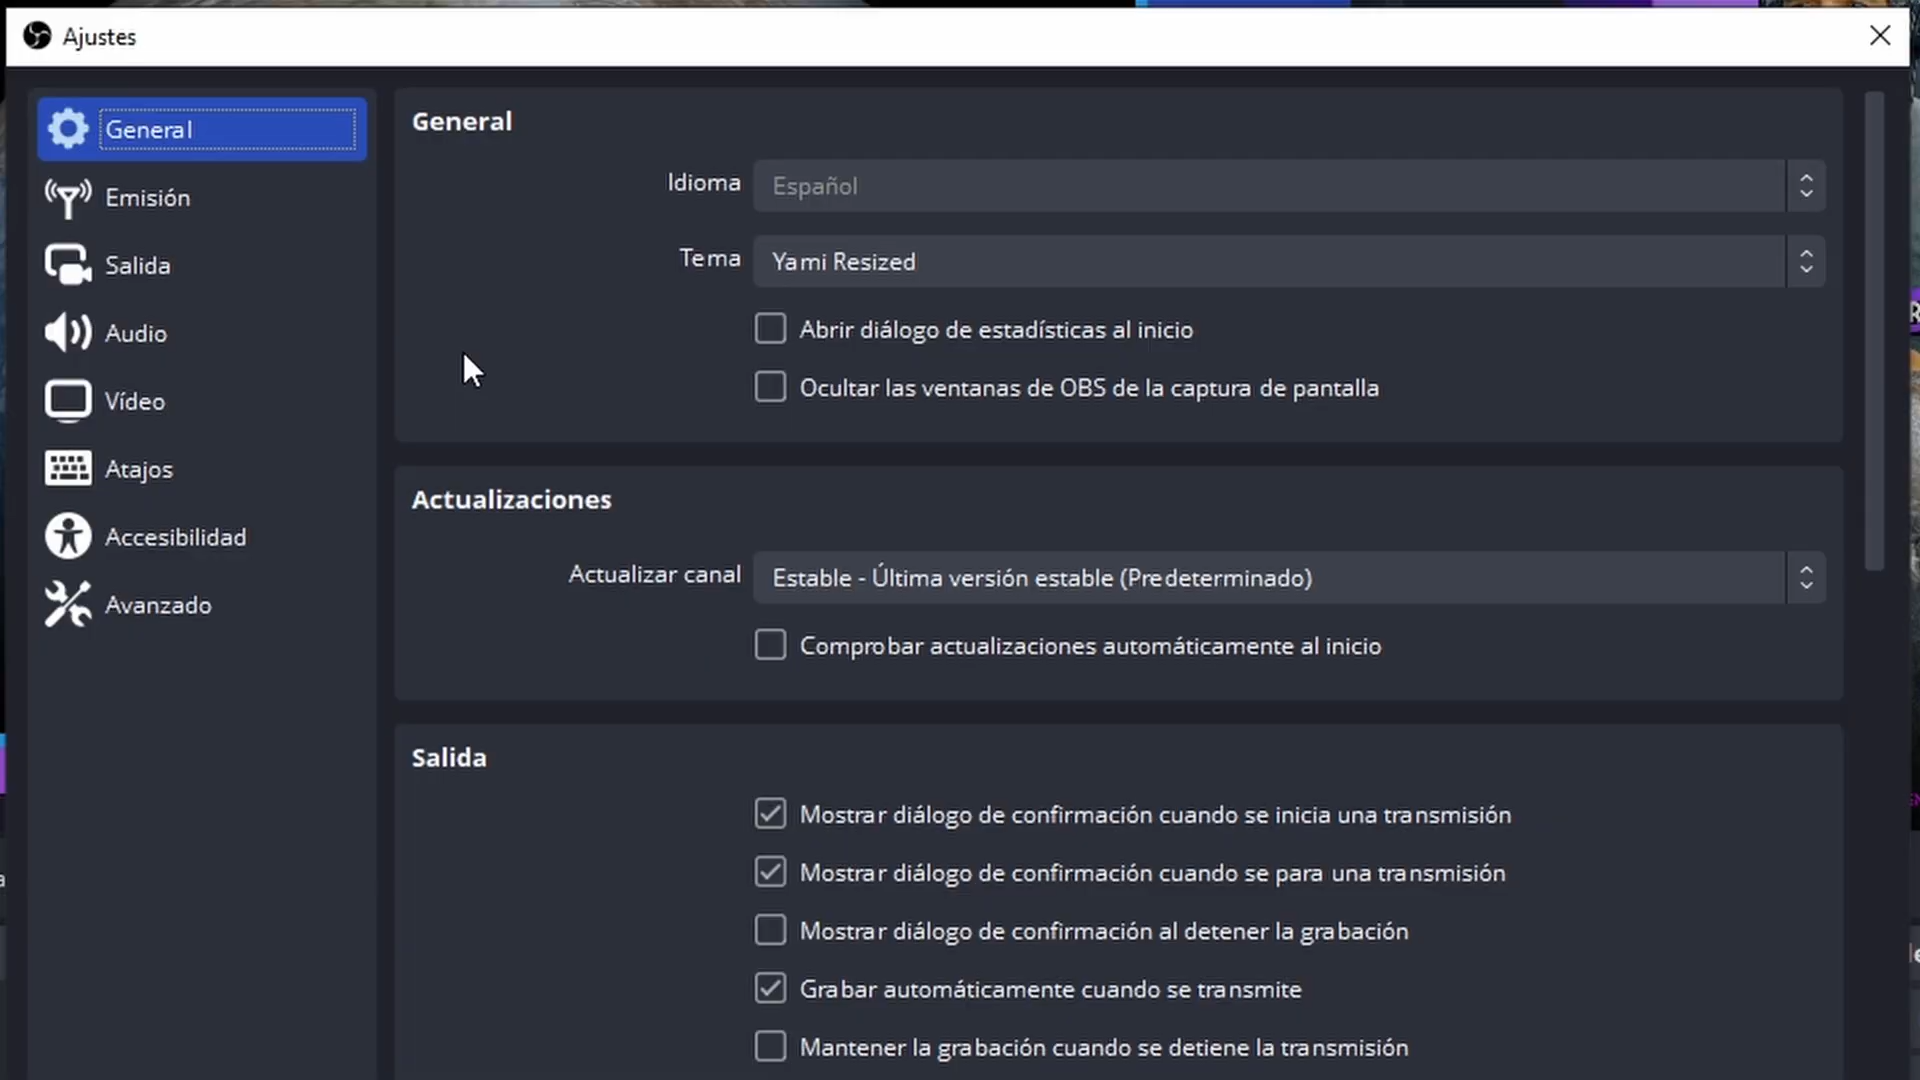 Ajustes
General
Emisión
Salida
Audio
Vídeo
Atajos
Accesibilidad
Avanzado
General
Idioma Español
Tema Yami Resized
Abrir diálogo de estadísticas al inicio
Ocultar las ventanas de OBS de la captura de pantalla
Actualizaciones
Actualizar canal Estable - Última versión estable (Predeterminado)
Comprobar actualizaciones automáticamente al inicio
Salida
Mostrar diálogo de confirmación cuando se inicia una transmisión
Mostrar diálogo de confirmación cuando se para una transmisión
Mostrar diálogo de confirmación al detener la grabación
Grabar automáticamente cuando se transmite
Mantener la grabación cuando se detiene la transmisión